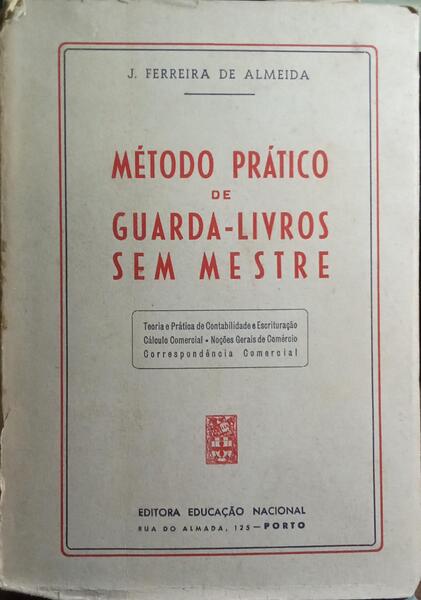 J. FERREIRA DE ALMEIDA
MÉTODO PRÁTICO
DE
GUARDA-LIVROS
SEM MESTRE
Teoria e Prática de Contabilidade e Escrituração
Cálculo Comercial • Noções Gerais de Comércio
Correspondência Comercial
EDITORA EDUCAÇÃO NACIONAL
RUA DO ALMADA, 125 — PORTO